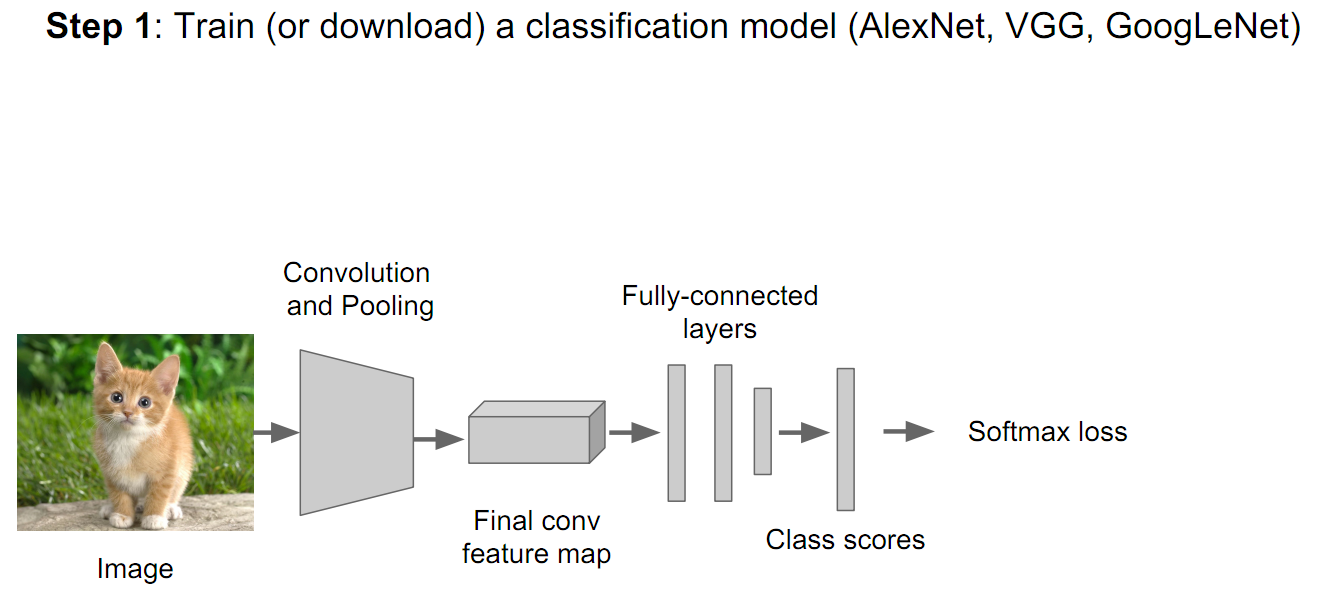 Step 1: Train (or download) a classification model (AlexNet, VGG, GoogLeNet)
Convolution
and Pooling
Fully-connected
layers
Softmax loss
Final conv
feature map
Class scores
Image